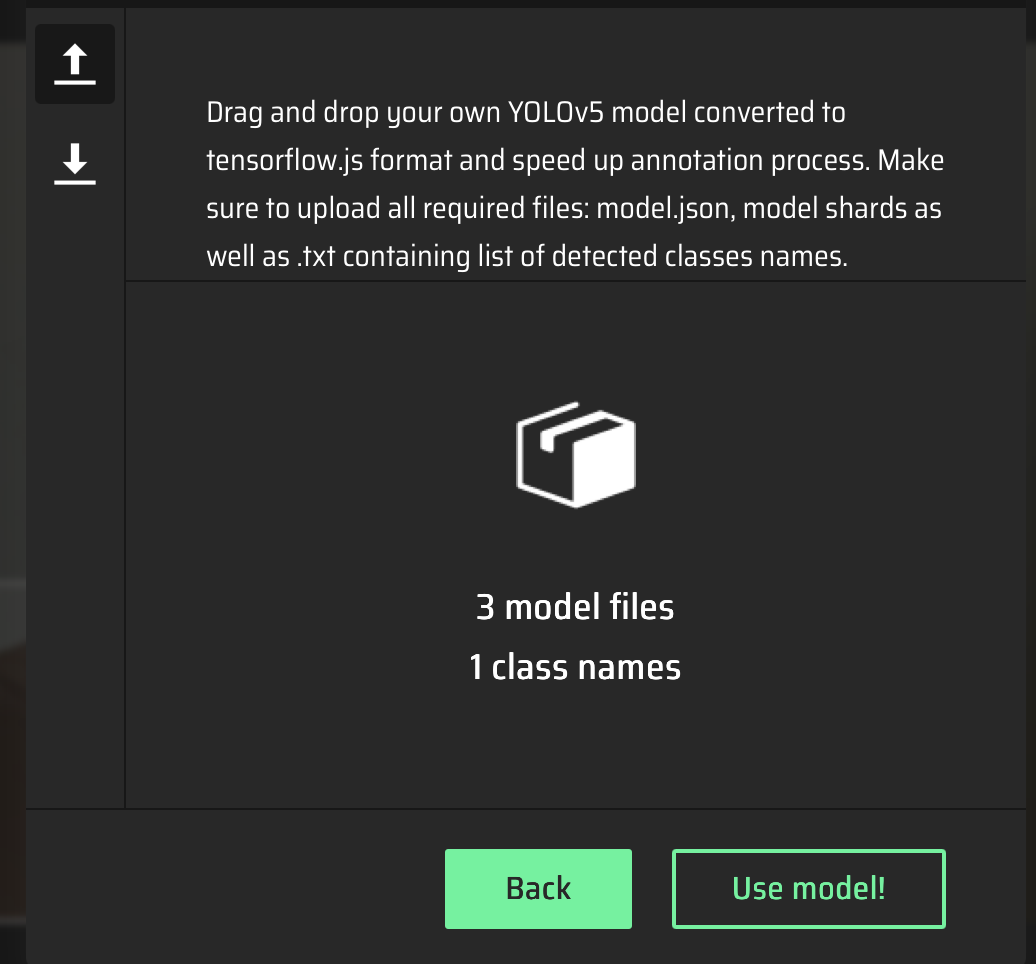 Drag and drop your own YOLOv5 model converted to
tensorflow.js format and speed up annotation process. Make
sure to upload all required files: model.json, model shards as
well as .txt containing list of detected classes names.
3 model files
1 class names
Back
Use model!